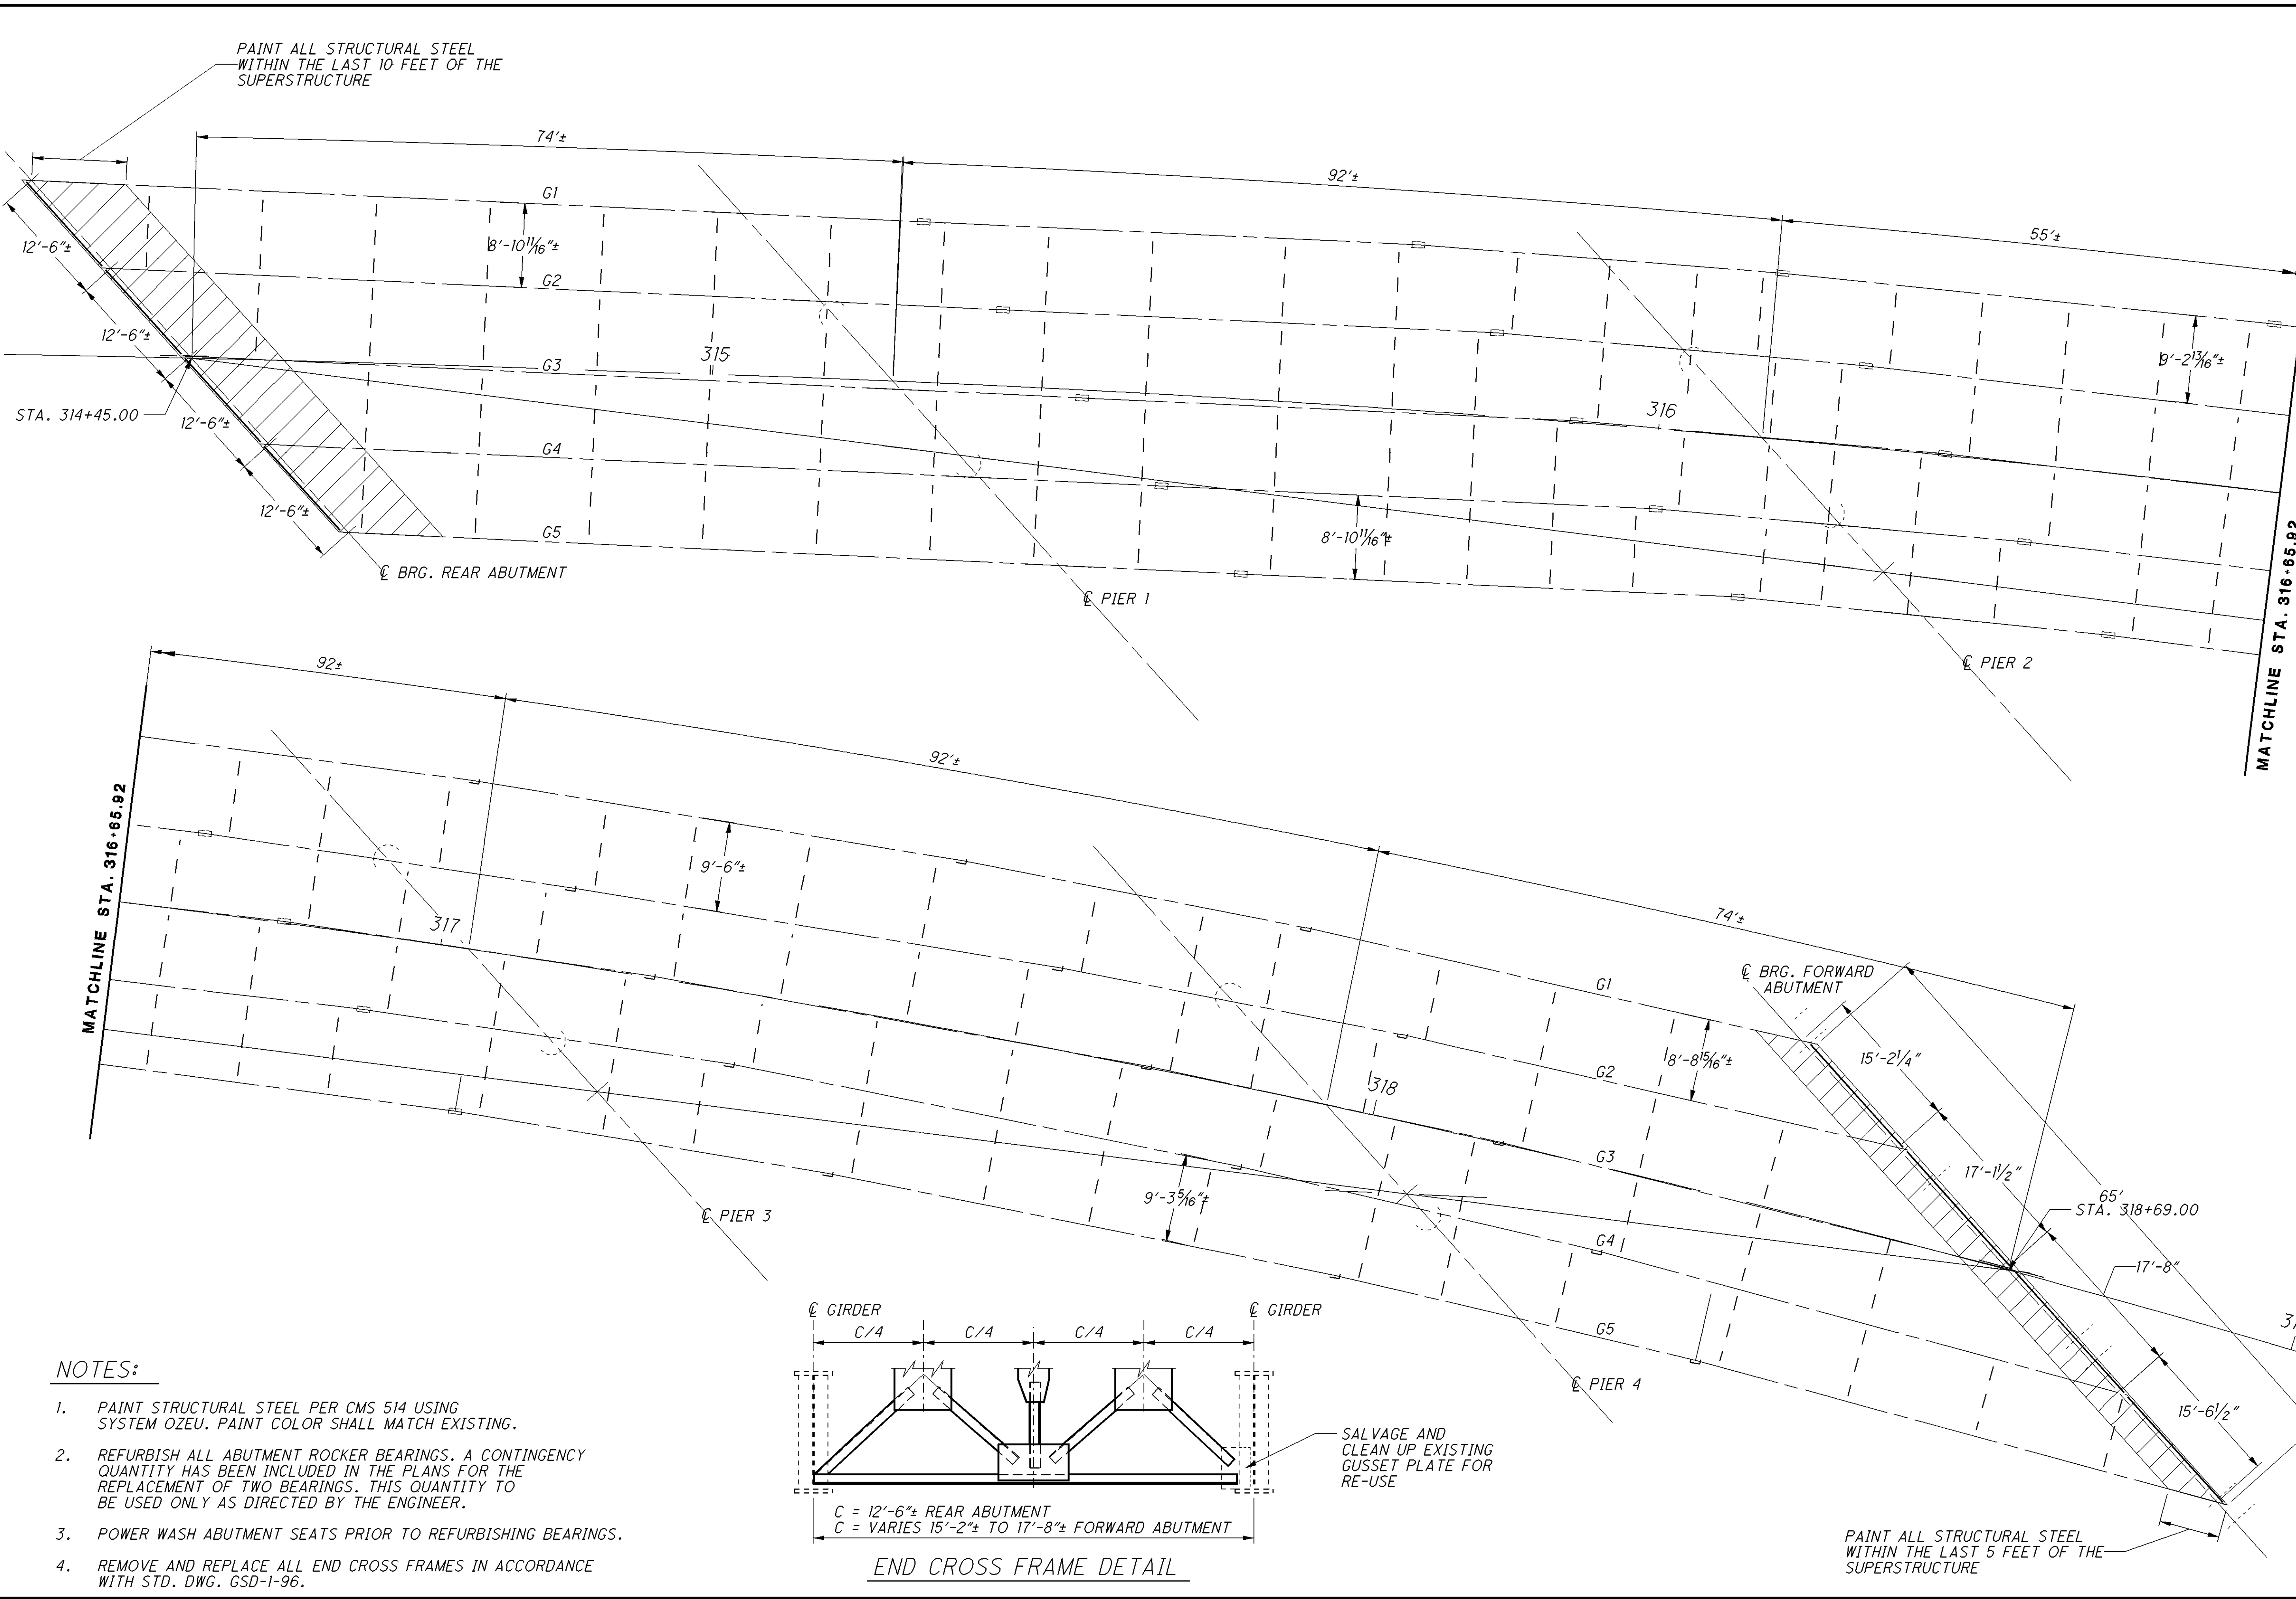 PAINT ALL STRUCTURAL STEEL
WITHIN THE LAST 10 FEET OF THE
SUPERSTRUCTURE
74'±
92'±
55'±
G1
8'-10 11/16"±
G2
315
G3
G4
G5
316
9'-2 13/16"±
8'-10 11/16"±
12'-6"±
12'-6"±
12'-6"±
12'-6"±
STA. 314+45.00
℄ BRG. REAR ABUTMENT
℄ PIER 1
℄ PIER 2
MATCHLINE STA. 316+65.92
MATCHLINE STA. 316+65.92
92±
92'±
74'±
317
9'-6"±
℄ BRG. FORWARD
ABUTMENT
G1
8'-8 15/16"±
G2
318
G3
9'-3 5/16"±
G4
G5
15'-2 1/4"
17'-1 1/2"
65'
STA. 318+69.00
17'-8"
15'-6 1/2"
℄ PIER 3
℄ PIER 4
PAINT ALL STRUCTURAL STEEL
WITHIN THE LAST 5 FEET OF THE
SUPERSTRUCTURE
NOTES:
1. PAINT STRUCTURAL STEEL PER CMS 514 USING
SYSTEM OZEU. PAINT COLOR SHALL MATCH EXISTING.
2. REFURBISH ALL ABUTMENT ROCKER BEARINGS. A CONTINGENCY
QUANTITY HAS BEEN INCLUDED IN THE PLANS FOR THE
REPLACEMENT OF TWO BEARINGS. THIS QUANTITY TO
BE USED ONLY AS DIRECTED BY THE ENGINEER.
3. POWER WASH ABUTMENT SEATS PRIOR TO REFURBISHING BEARINGS.
4. REMOVE AND REPLACE ALL END CROSS FRAMES IN ACCORDANCE
WITH STD. DWG. GSD-1-96.
℄ GIRDER
℄ GIRDER
C/4 C/4 C/4 C/4
SALVAGE AND
CLEAN UP EXISTING
GUSSET PLATE FOR
RE-USE
C = 12'-6"± REAR ABUTMENT
C = VARIES 15'-2"± TO 17'-8"± FORWARD ABUTMENT
END CROSS FRAME DETAIL